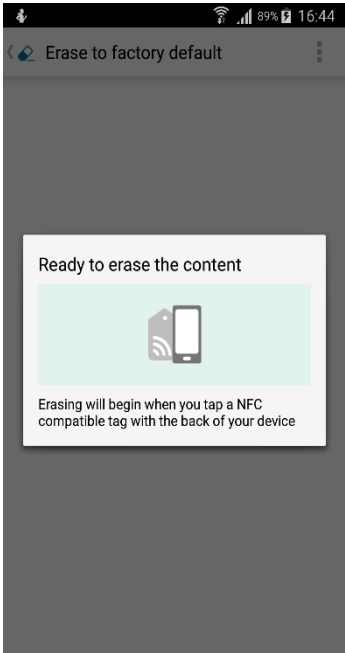 89% 16:44
Erase to factory default
Ready to erase the content
Erasing will begin when you tap a NFC
compatible tag with the back of your device